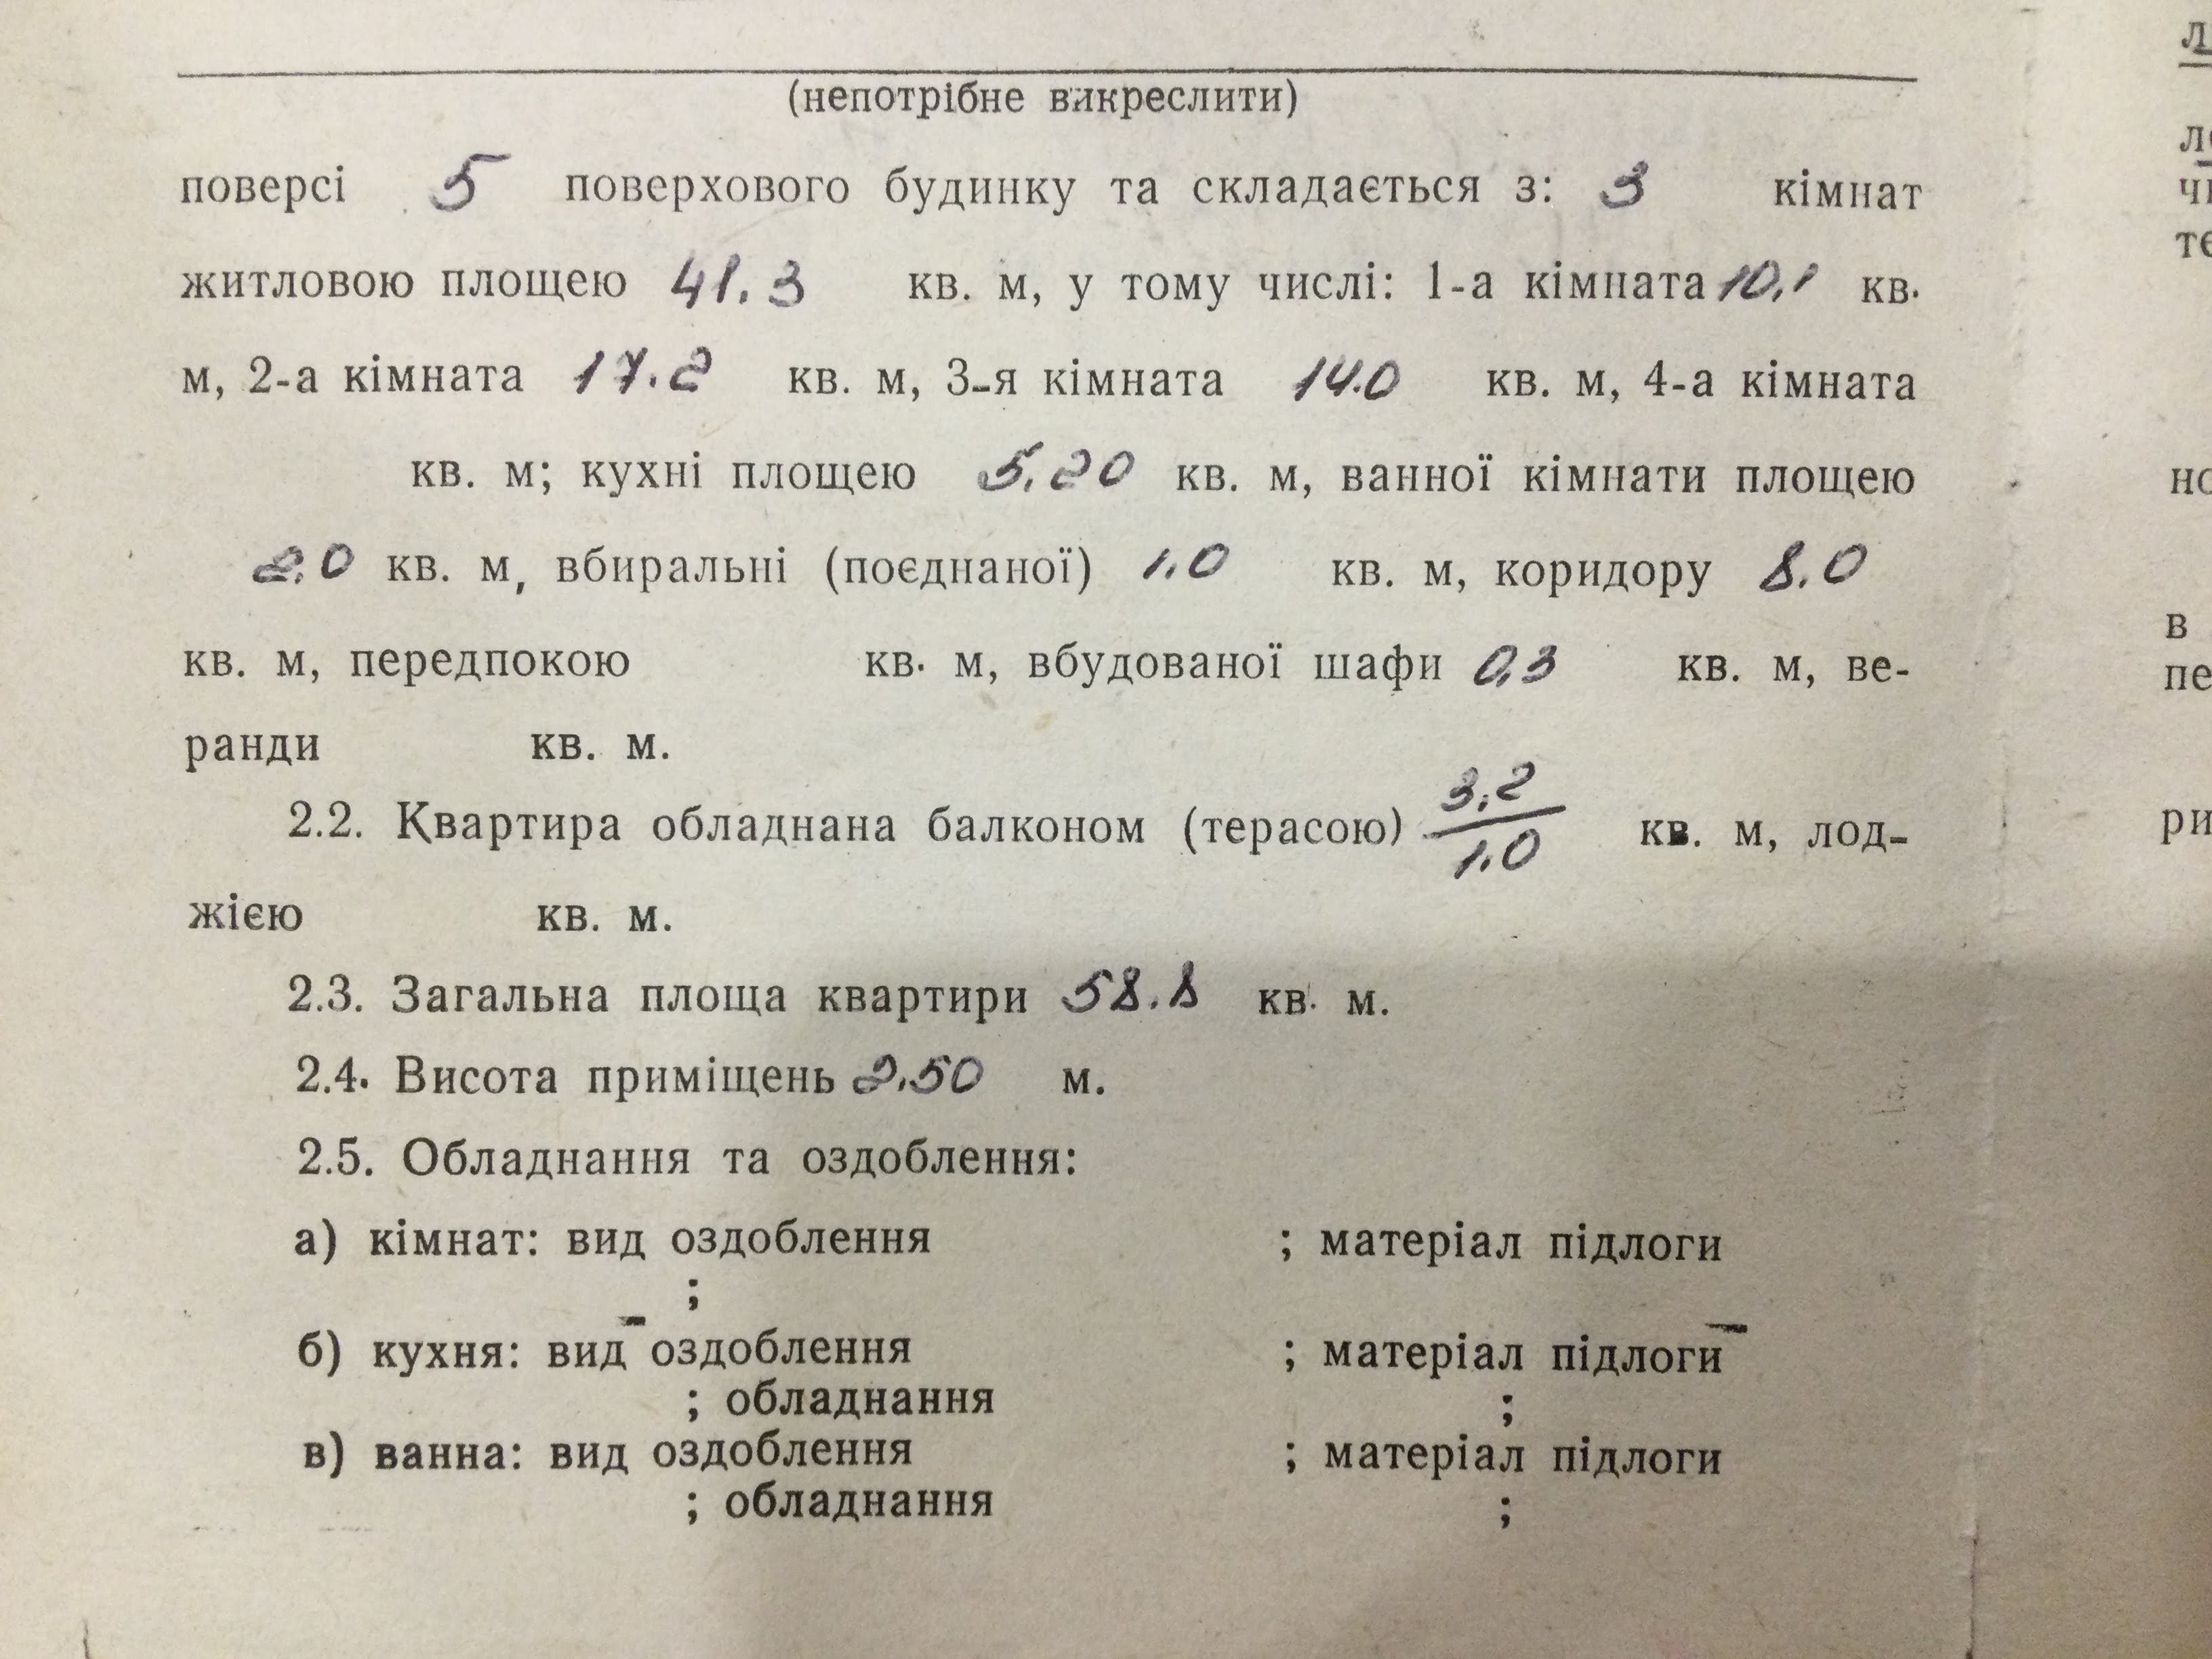 (непотрібне викреслити)
поверсі 5 поверхового будинку та складається з: 3 кімнат
житловою площею 41.3 кв. м, у тому числі: 1-а кімната 10,1 кв.
м, 2-а кімната 17.2 кв. м, 3-я кімната 14.0 кв. м, 4-а кімната
кв. м; кухні площею 5,20 кв. м, ванної кімнати площею
2,0 кв. м, вбиральні (поєднаної) 1,0 кв. м, коридору 8,0
кв. м, передпокою кв. м, вбудованої шафи 0,3 кв. м, ве-
ранди кв. м.
2.2. Квартира обладнана балконом (терасою) 3,2/1,0 кв. м, лод-
жією кв. м.
2.3. Загальна площа квартири 58.8 кв. м.
2.4. Висота приміщень 2.50 м.
2.5. Обладнання та оздоблення:
а) кімнат: вид оздоблення ; матеріал підлоги
;
б) кухня: вид оздоблення ; матеріал підлоги
; обладнання ;
в) ванна: вид оздоблення ; матеріал підлоги
; обладнання ;